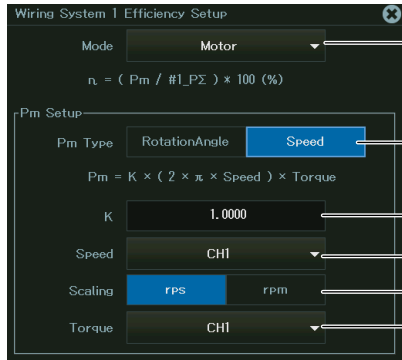 Wiring System 1 Efficiency Setup
Mode Motor
η = ( Pm / #1_PΣ ) * 100 (%)
Pm Setup
Pm Type RotationAngle Speed
Pm = K × ( 2 × π × Speed ) × Torque
K 1.0000
Speed CH1
Scaling rps rpm
Torque CH1